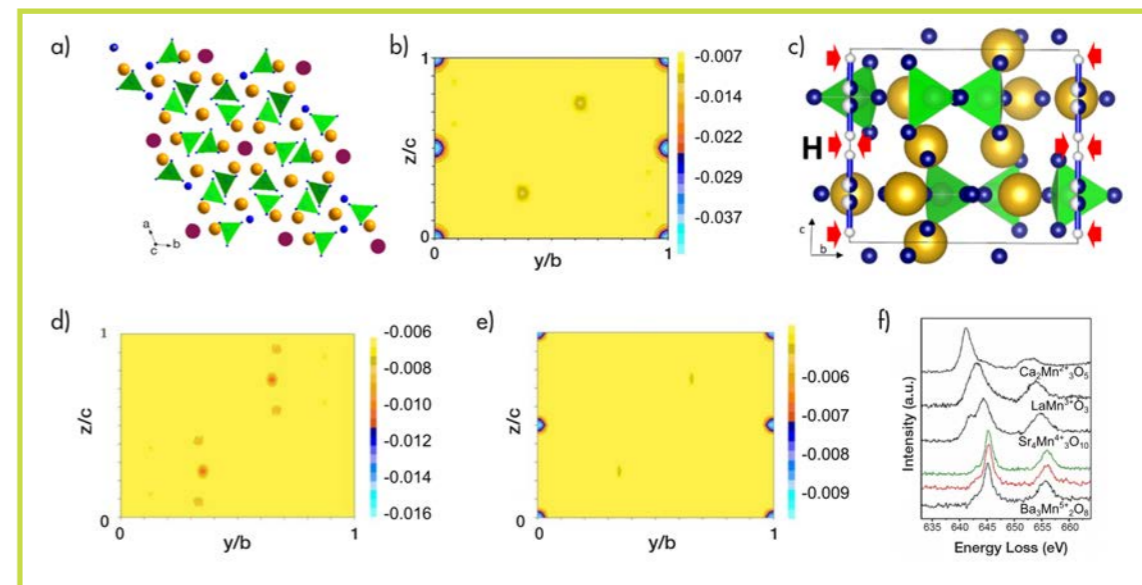 a)
a
b
c
b)
z/c
1
0
0
1
y/b
-0.007
-0.014
-0.022
-0.029
-0.037
c)
H
c
b
d)
z/c
1
0
0
1
y/b
-0.006
-0.008
-0.010
-0.012
-0.014
-0.016
e)
z/c
1
0
0
1
y/b
-0.006
-0.007
-0.008
-0.009
f)
Intensity (a.u.)
Ca₂Mn²⁺₃O₅
LaMn³⁺O₃
Sr₄Mn⁴⁺₃O₁₀
Ba₃Mn⁵⁺₂O₈
635 640 645 650 655 660
Energy Loss (eV)